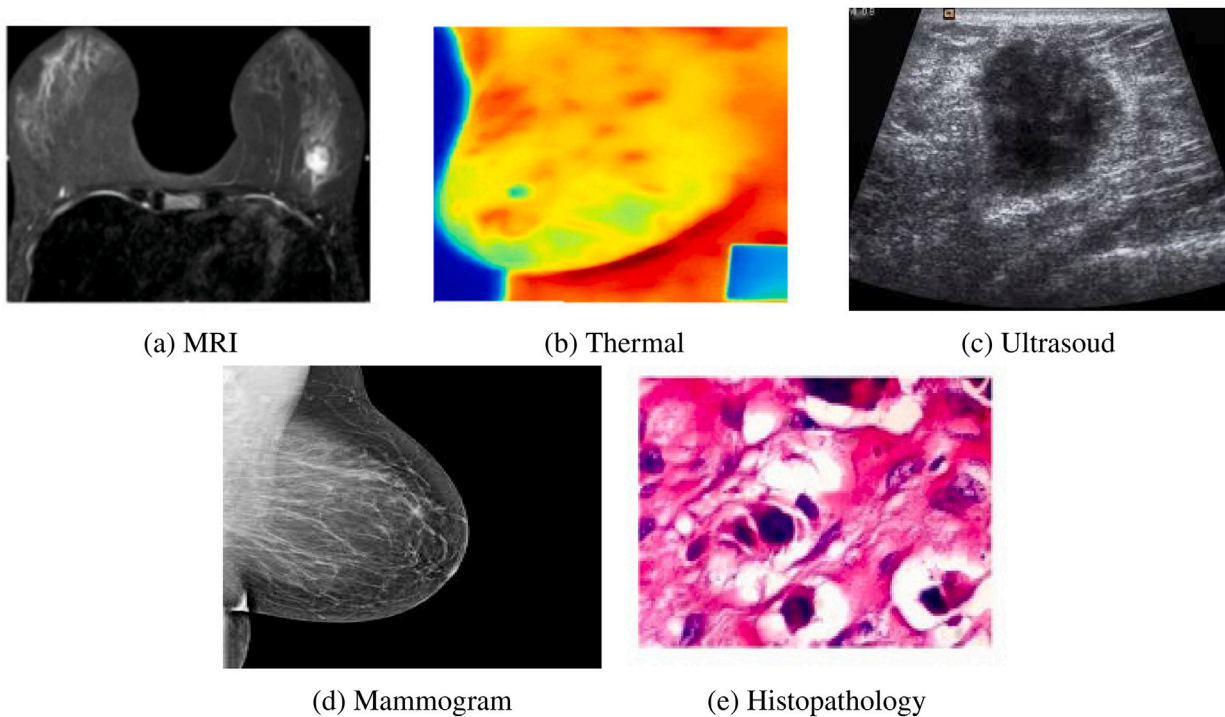 (a) MRI
(b) Thermal
(c) Ultrasoud
(d) Mammogram
(e) Histopathology